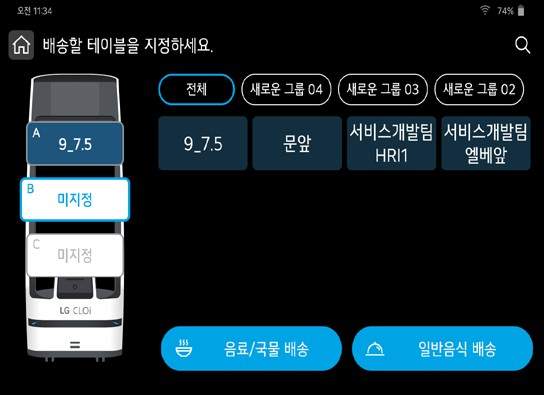 오전 11:34
74%
배송할 테이블을 지정하세요.
전체
새로운 그룹 04
새로운 그룹 03
새로운 그룹 02
A
9_7.5
B
미지정
C
미지정
LG CLOi
9_7.5
문앞
서비스개발팀
HRI1
서비스개발팀
엘베앞
음료/국물 배송
일반음식 배송